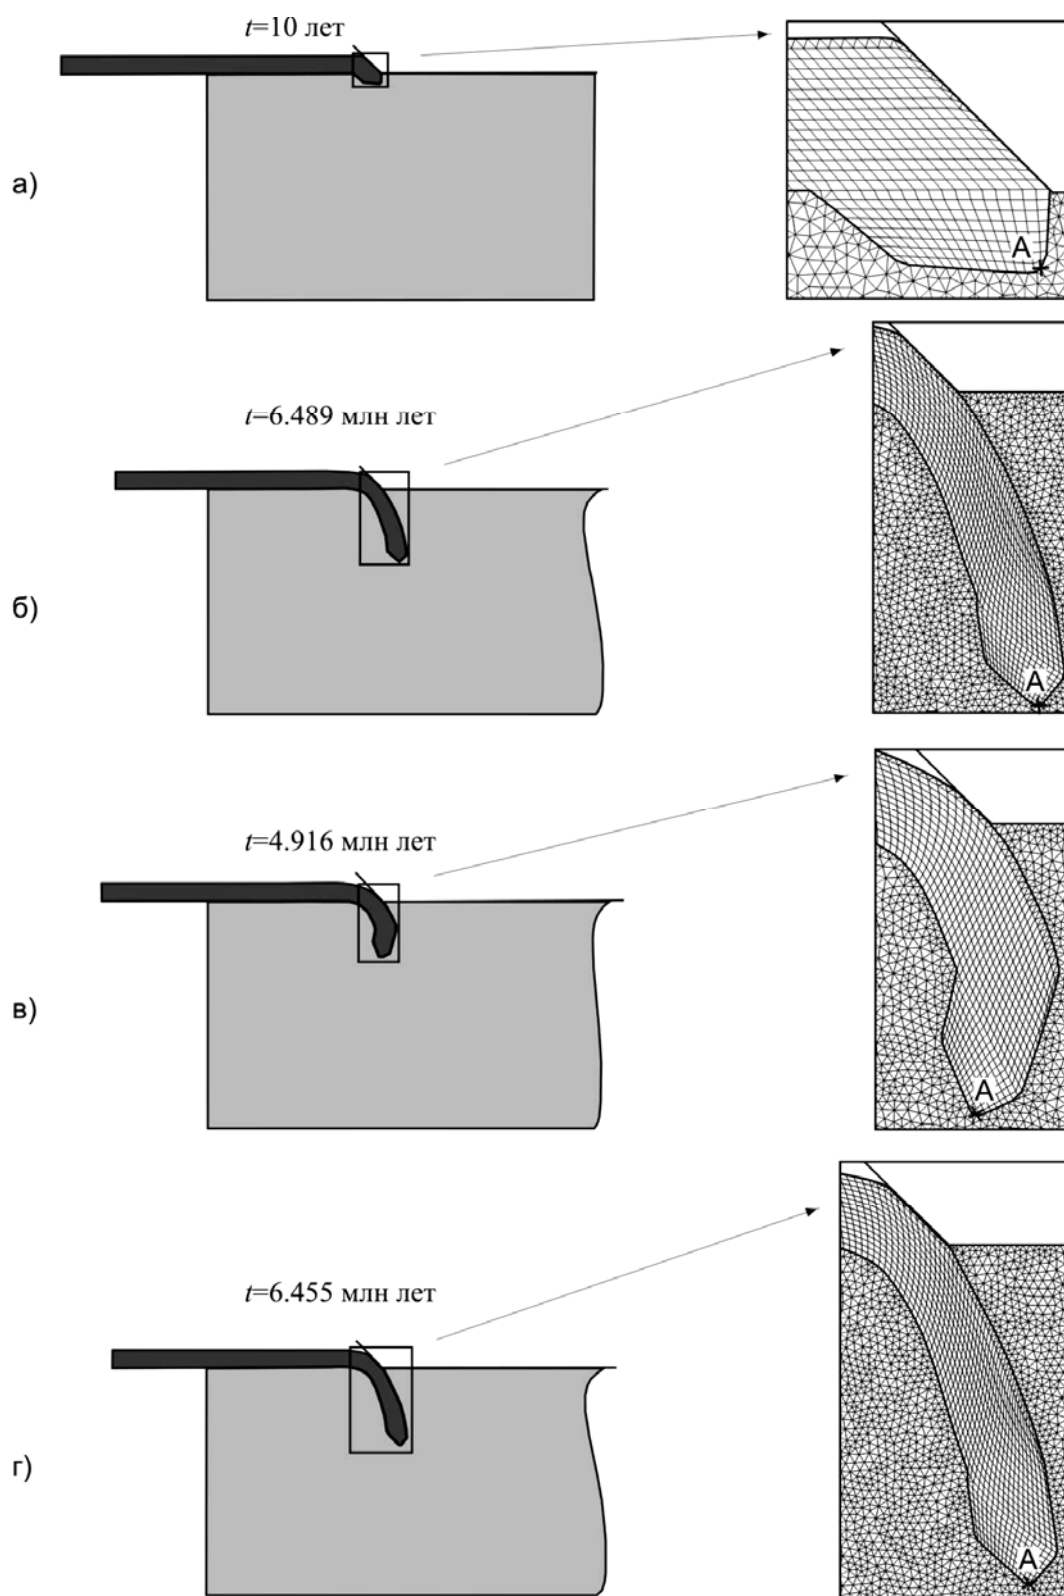 t=10 лет
а)
A
t=6.489 млн лет
б)
A
t=4.916 млн лет
в)
A
t=6.455 млн лет
г)
A